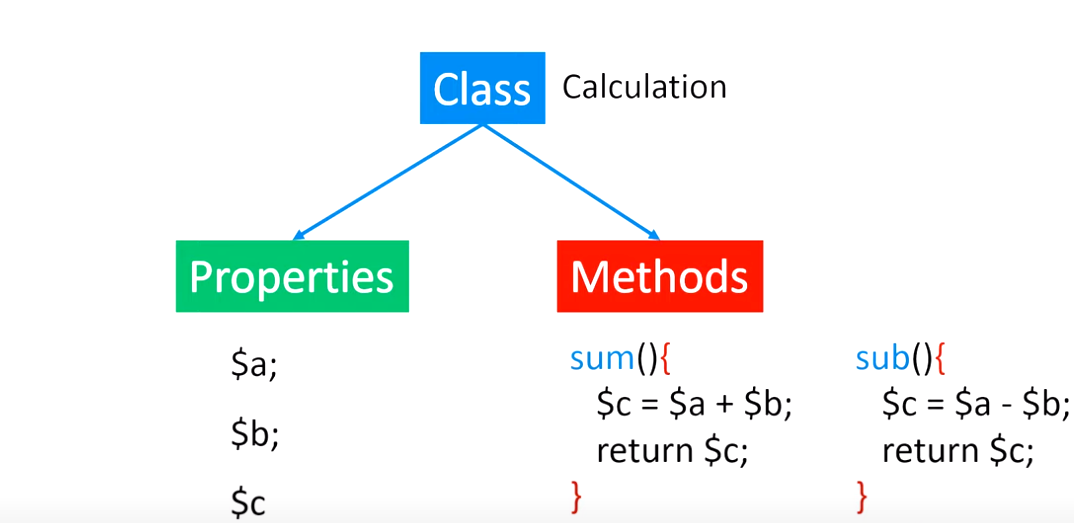 Class Calculation
Properties
Methods
$a;
$b;
$c
sum(){
$c = $a + $b;
return $c;
}
sub(){
$c = $a - $b;
return $c;
}